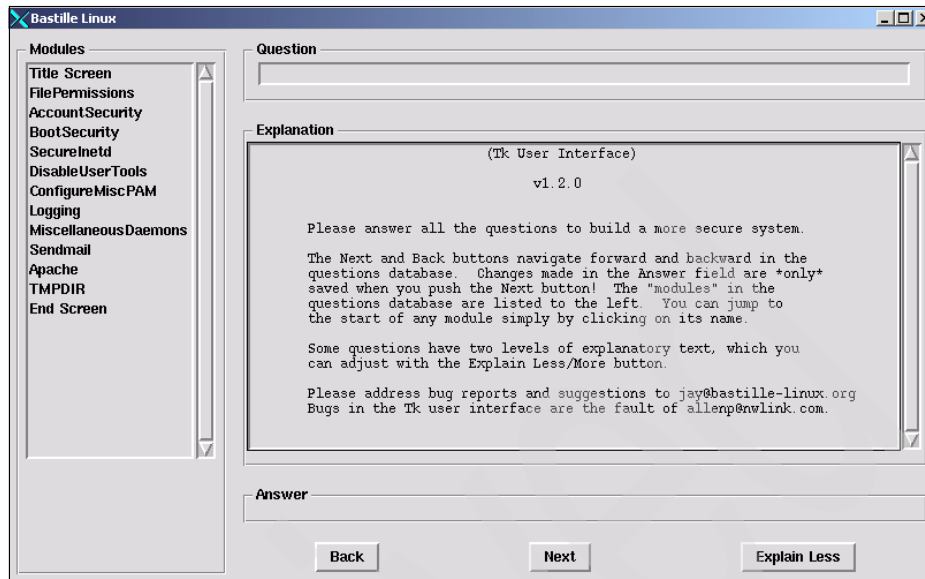 Bastille Linux
Modules
Title Screen
FilePermissions
AccountSecurity
BootSecurity
SecureInetd
DisableUserTools
ConfigureMiscPAM
Logging
MiscellaneousDaemons
Sendmail
Apache
TMPDIR
End Screen
Question
Explanation
(Tk User Interface)
v1.2.0
Please answer all the questions to build a more secure system.
The Next and Back buttons navigate forward and backward in the
questions database.  Changes made in the Answer field are *only*
saved when you push the Next button!  The "modules" in the
questions database are listed to the left.  You can jump to
the start of any module simply by clicking on its name.
Some questions have two levels of explanatory text, which you
can adjust with the Explain Less/More button.
Please address bug reports and suggestions to jay@bastille-linux.org
Bugs in the Tk user interface are the fault of allenp@nwlink.com.
Answer
Back
Next
Explain Less